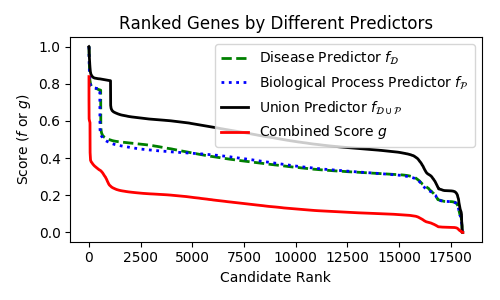 Ranked Genes by Different Predictors
1.0
0.8
0.6
0.4
0.2
0.0
Score (f or g)
Disease Predictor f_𝒟
Biological Process Predictor f_𝒫
Union Predictor f_𝒟∪𝒫
Combined Score g
0 2500 5000 7500 10000 12500 15000 17500
Candidate Rank